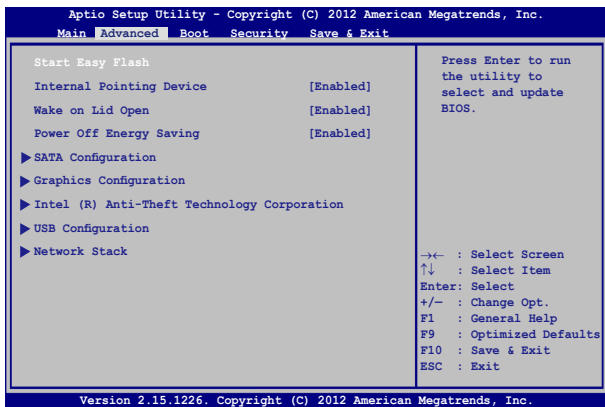 Aptio Setup Utility - Copyright (C) 2012 American Megatrends, Inc.
Main Advanced Boot Security Save & Exit
Start Easy Flash
Internal Pointing Device [Enabled]
Wake on Lid Open [Enabled]
Power Off Energy Saving [Enabled]
SATA Configuration
Graphics Configuration
Intel (R) Anti-Theft Technology Corporation
USB Configuration
Network Stack
Press Enter to run
the utility to
select and update
BIOS.
→← : Select Screen
↑↓ : Select Item
Enter: Select
+/— : Change Opt.
F1 : General Help
F9 : Optimized Defaults
F10 : Save & Exit
ESC : Exit
Version 2.15.1226. Copyright (C) 2012 American Megatrends, Inc.